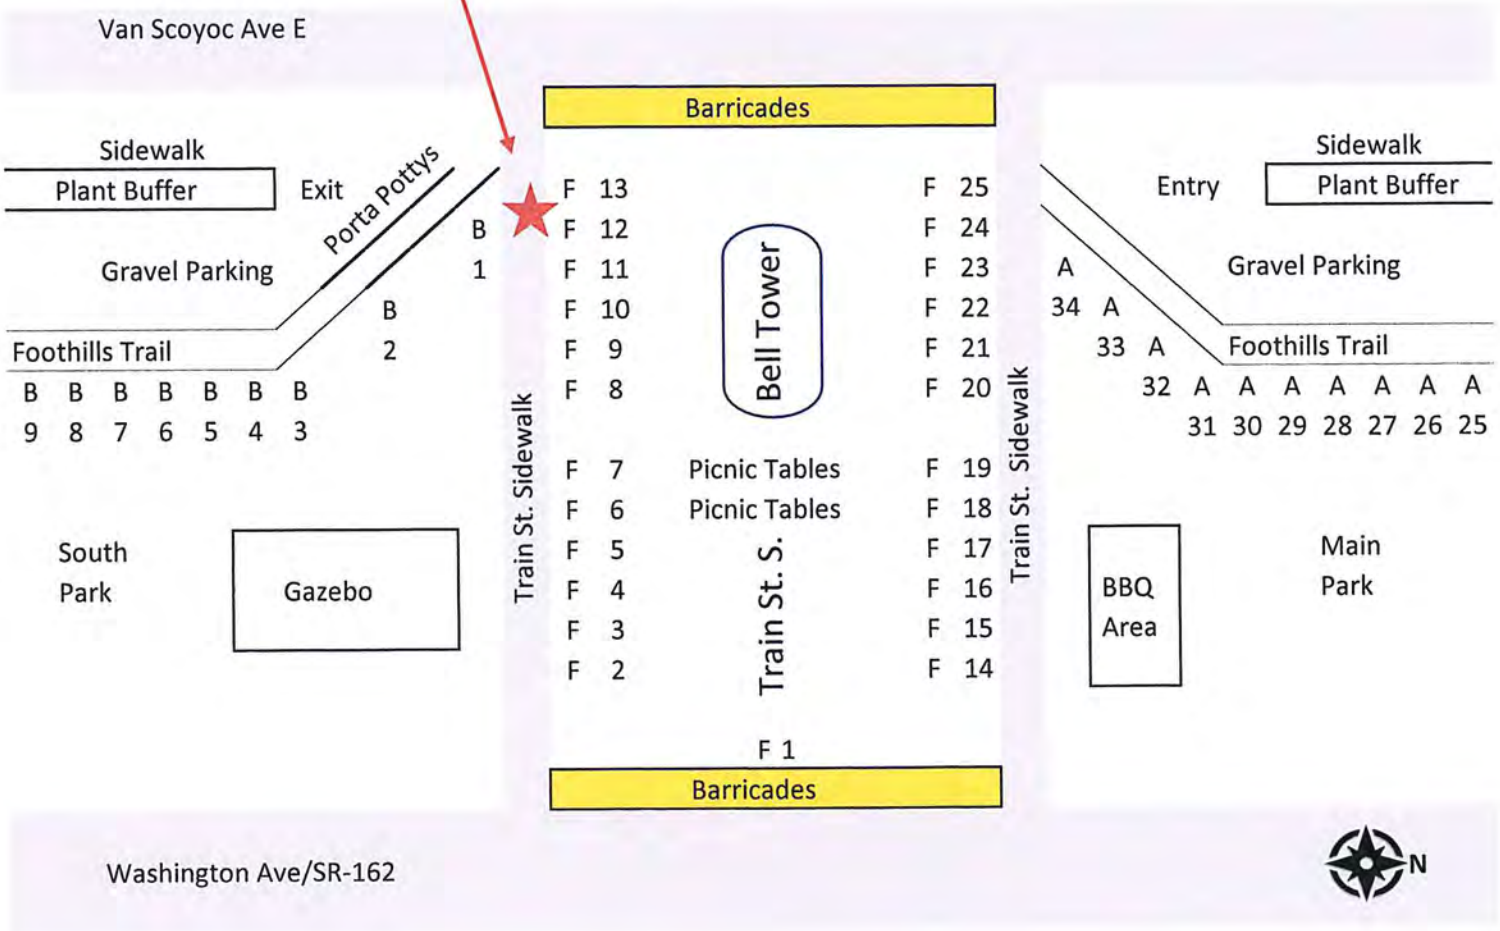 Van Scoyoc Ave E
Barricades
Sidewalk
Plant Buffer
Exit
Porta Pottys
Gravel Parking
Foothills Trail
B 1
B 2
B B B B B B B
9 8 7 6 5 4 3
South
Park
Gazebo
Train St. Sidewalk
F 13
F 12
F 11
F 10
F 9
F 8
F 7
F 6
F 5
F 4
F 3
F 2
Bell Tower
Picnic Tables
Picnic Tables
Train St. S.
F 1
F 25
F 24
F 23
F 22
F 21
F 20
F 19
F 18
F 17
F 16
F 15
F 14
Train St. Sidewalk
Sidewalk
Entry
Plant Buffer
Gravel Parking
Foothills Trail
A 34
A 33
A 32
A A A A A A A
31 30 29 28 27 26 25
BBQ
Area
Main
Park
Barricades
Washington Ave/SR-162
N